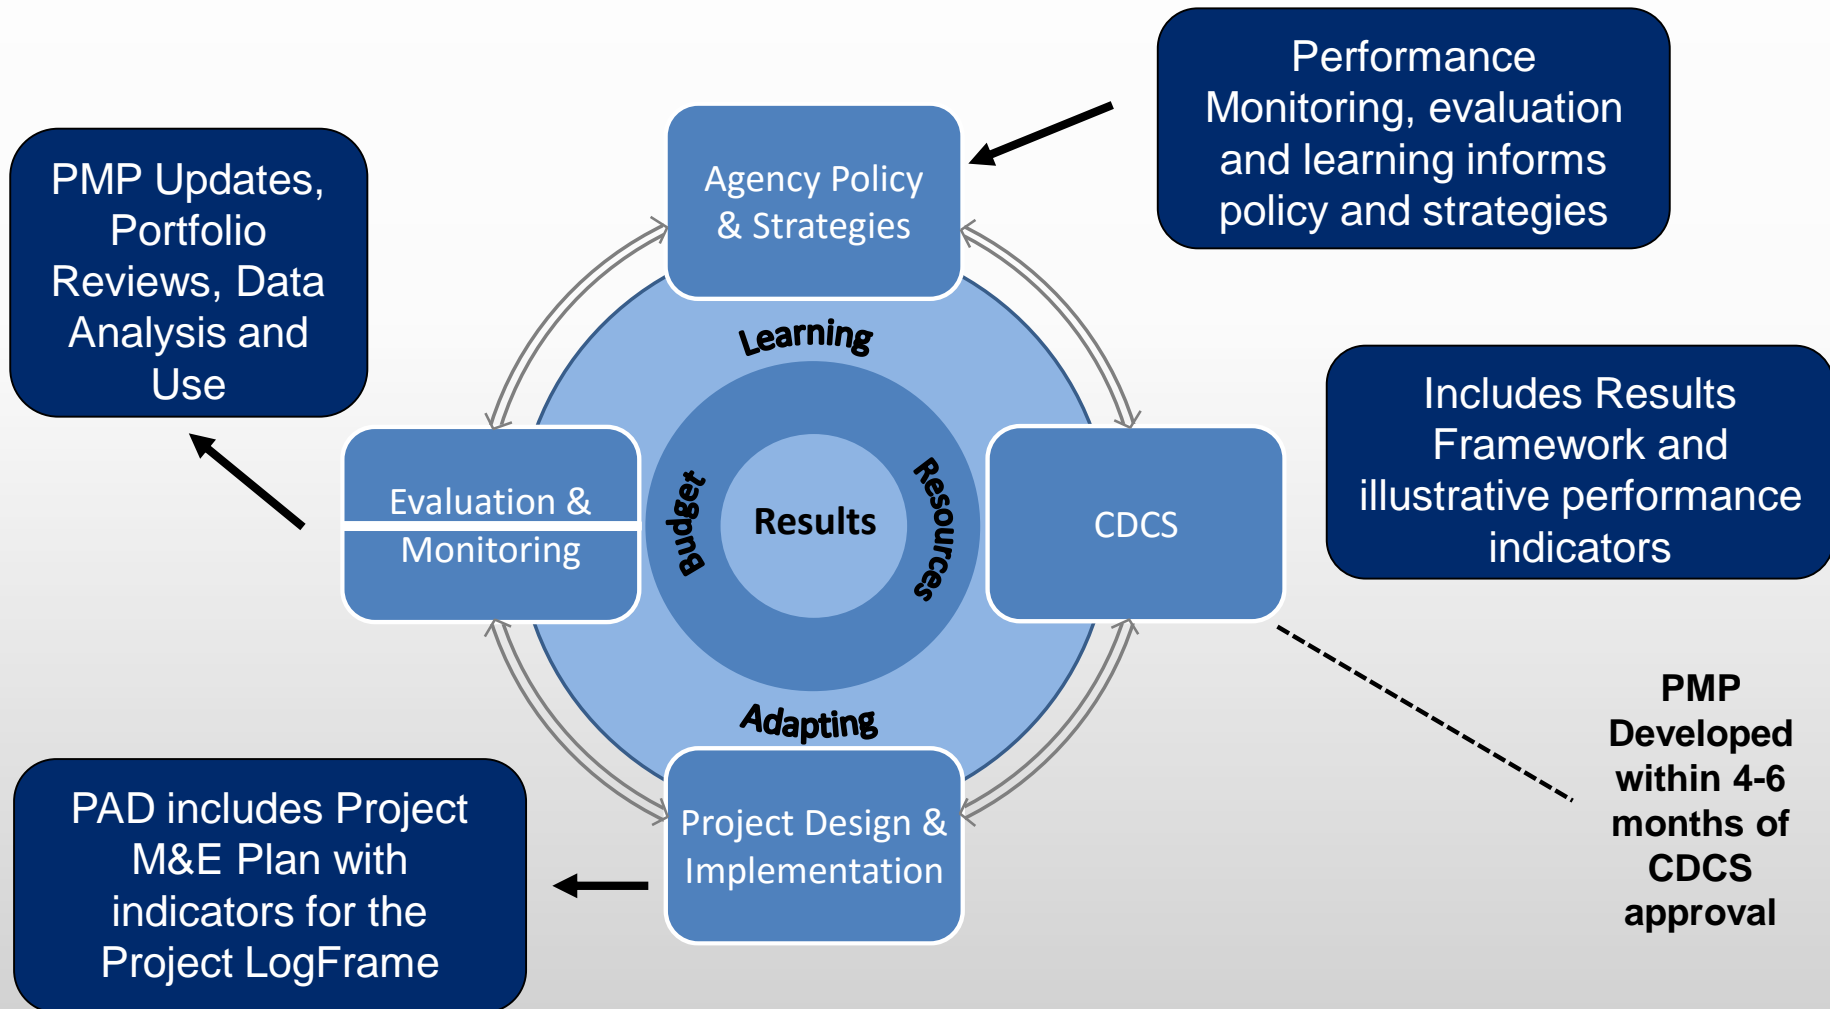 Performance
Monitoring, evaluation
and learning informs
policy and strategies
Agency Policy
& Strategies
PMP Updates,
Portfolio
Reviews, Data
Analysis and
Use
Learning
Includes Results
Framework and
illustrative performance
indicators
Evaluation &
Monitoring
Budget
Results
Resources
CDCS
Adapting
PMP
Developed
within 4-6
months of
CDCS
approval
PAD includes Project
M&E Plan with
indicators for the
Project LogFrame
Project Design &
Implementation